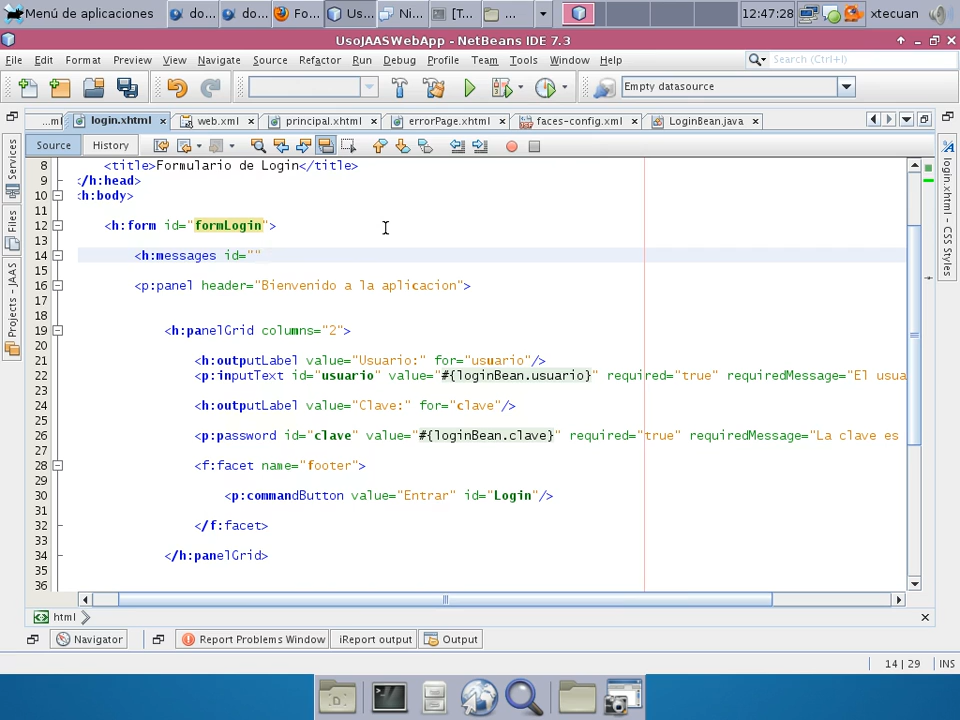 Menú de aplicaciones do... do... Fo... Us... Ni... [T... ... 12:47:28 xtecuan
UsoJAASWebApp - NetBeans IDE 7.3
File Edit Format Preview View Navigate Source Refactor Run Debug Profile Team Tools Window Help Search (Ctrl+I)
Empty datasource
...ml login.xhtml web.xml principal.xhtml errorPage.xhtml faces-config.xml LoginBean.java
Source History
8 <title>Formulario de Login</title>
9 </h:head>
10 <h:body>
11
12 <h:form id="formLogin">
13
14 <h:messages id=""
15
16 <p:panel header="Bienvenido a la aplicacion">
17
18
19 <h:panelGrid columns="2">
20
21 <h:outputLabel value="Usuario:" for="usuario"/>
22 <p:inputText id="usuario" value="#{loginBean.usuario}" required="true" requiredMessage="El usua
23
24 <h:outputLabel value="Clave:" for="clave"/>
25
26 <p:password id="clave" value="#{loginBean.clave}" required="true" requiredMessage="La clave es
27
28 <f:facet name="footer">
29
30 <p:commandButton value="Entrar" id="Login"/>
31
32 </f:facet>
33
34 </h:panelGrid>
35
36
Services
Files
Projects - JAAS
login.xhtml - CSS Styles
html
Navigator Report Problems Window iReport output Output
14 | 29 INS